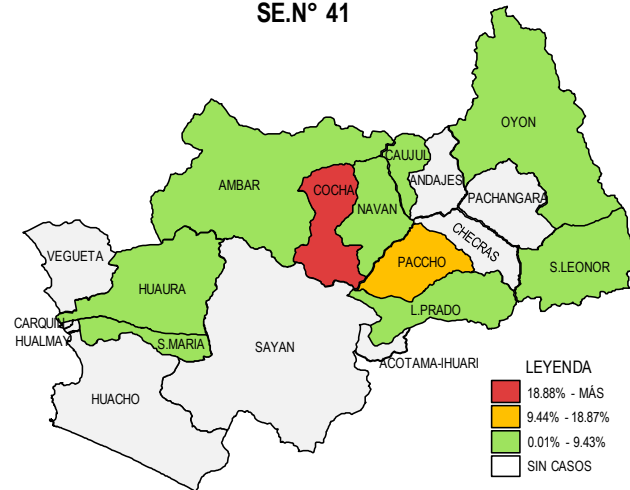 SE.N° 41
OYON
CAUJUL
ANDAJES
AMBAR
COCHA
PACHANGARA
NAVAN
CHECRAS
VEGUETA
PACCHO
S.LEONOR
HUAURA
L.PRADO
CARQUIN
HUALMAY
S.MARIA
SAYAN
ACOTAMA-IHUARI
HUACHO
LEYENDA
18.88% - MÁS
9.44% - 18.87%
0.01% - 9.43%
SIN CASOS